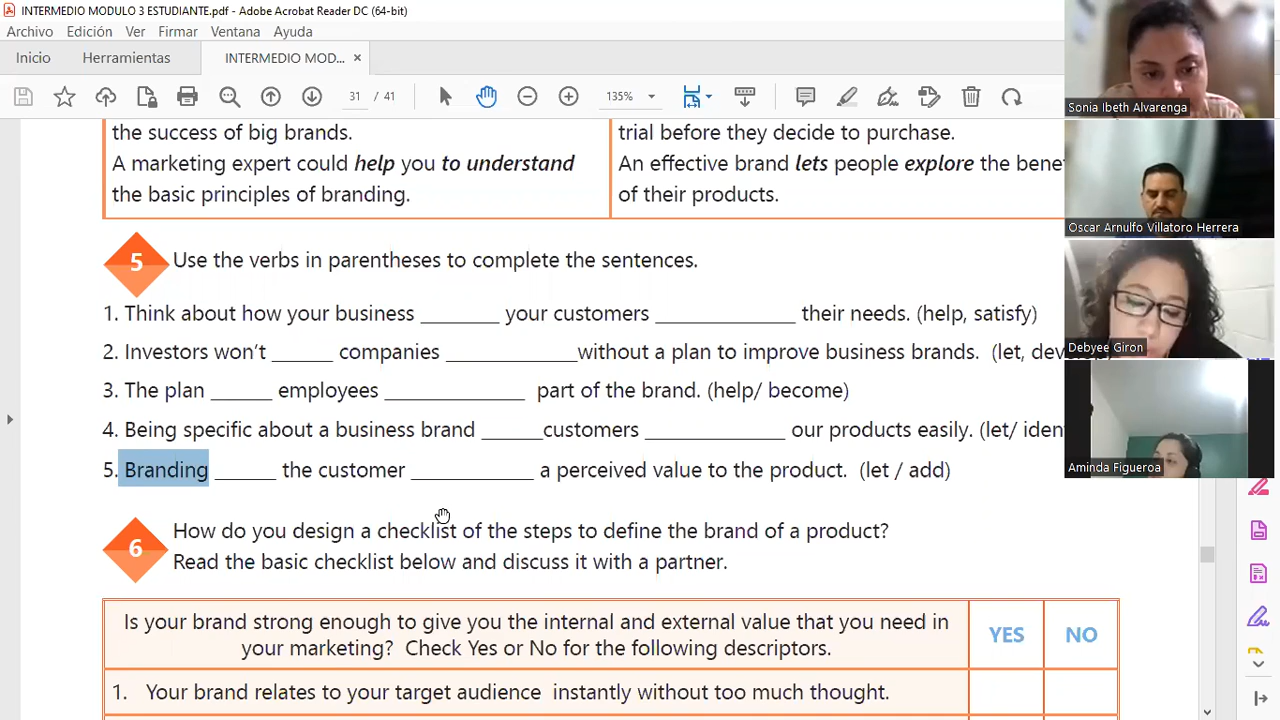 INTERMEDIO MODULO 3 ESTUDIANTE.pdf - Adobe Acrobat Reader DC (64-bit)
Archivo Edición Ver Firmar Ventana Ayuda
Inicio Herramientas INTERMEDIO MOD... ×
31 / 41 135%
the success of big brands.
A marketing expert could help you to understand
the basic principles of branding.
trial before they decide to purchase.
An effective brand lets people explore the
of their products.
5 Use the verbs in parentheses to complete the sentences.
1. Think about how your business ________ your customers ______________ their needs. (help, satisfy)
2. Investors won't ______ companies _____________without a plan to improve business brands. (let,
3. The plan ______ employees ______________ part of the brand. (help/ become)
4. Being specific about a business brand ______customers ______________ our products easily. (let/
5. Branding ______ the customer ____________ a perceived value to the product. (let / add)
6 How do you design a checklist of the steps to define the brand of a product?
Read the basic checklist below and discuss it with a partner.
Is your brand strong enough to give you the internal and external value that you need in
your marketing? Check Yes or No for the following descriptors.
YES NO
1. Your brand relates to your target audience instantly without too much thought.
Sonia Ibeth Alvarenga
Oscar Arnulfo Villatoro Herrera
Debyee Giron
Aminda Figueroa